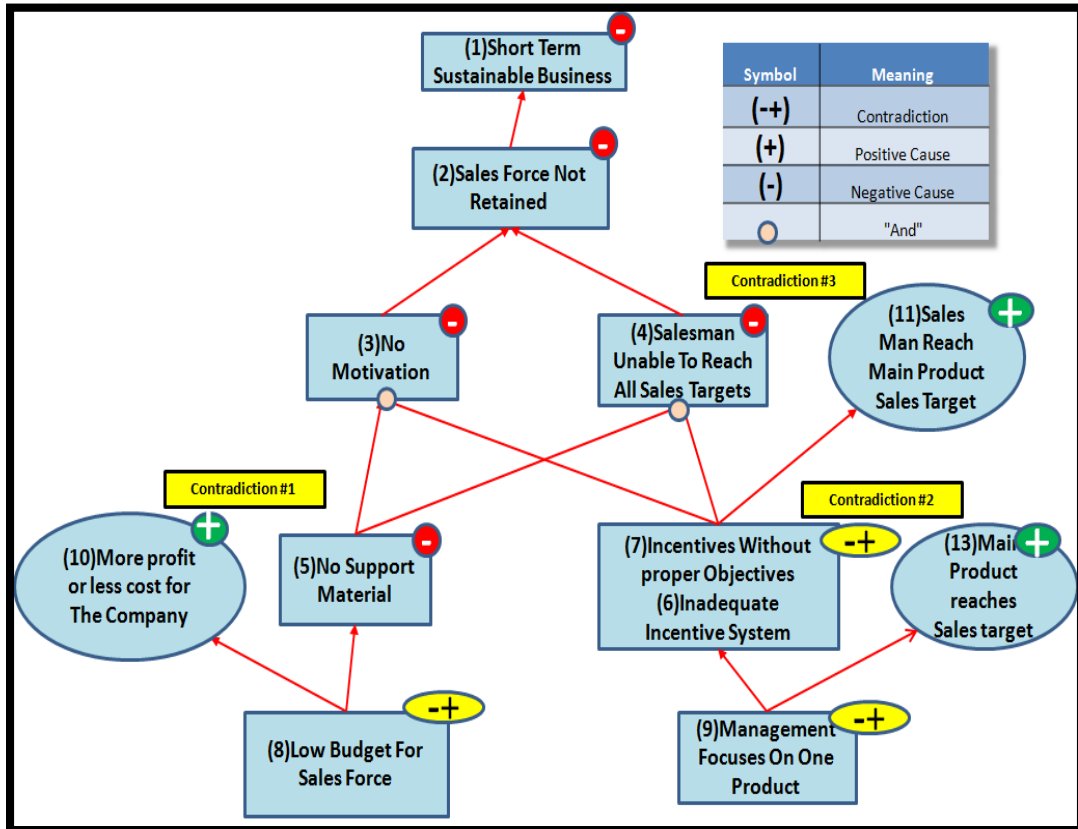 -
(1)Short Term
Sustainable Business
Symbol Meaning
(-+) Contradiction
(+) Positive Cause
(-) Negative Cause
"And"
-
(2)Sales Force Not
Retained
Contradiction #3
-
(3)No
Motivation
-
(4)Salesman
Unable To Reach
All Sales Targets
+
(11)Sales
Man Reach
Main Product
Sales Target
Contradiction #1
+
(10)More profit
or less cost for
The Company
-
(5)No Support
Material
Contradiction #2
-+
(7)Incentives Without
proper Objectives
(6)Inadequate
Incentive System
+
(13)Main
Product
reaches
Sales target
-+
(8)Low Budget For
Sales Force
-+
(9)Management
Focuses On One
Product